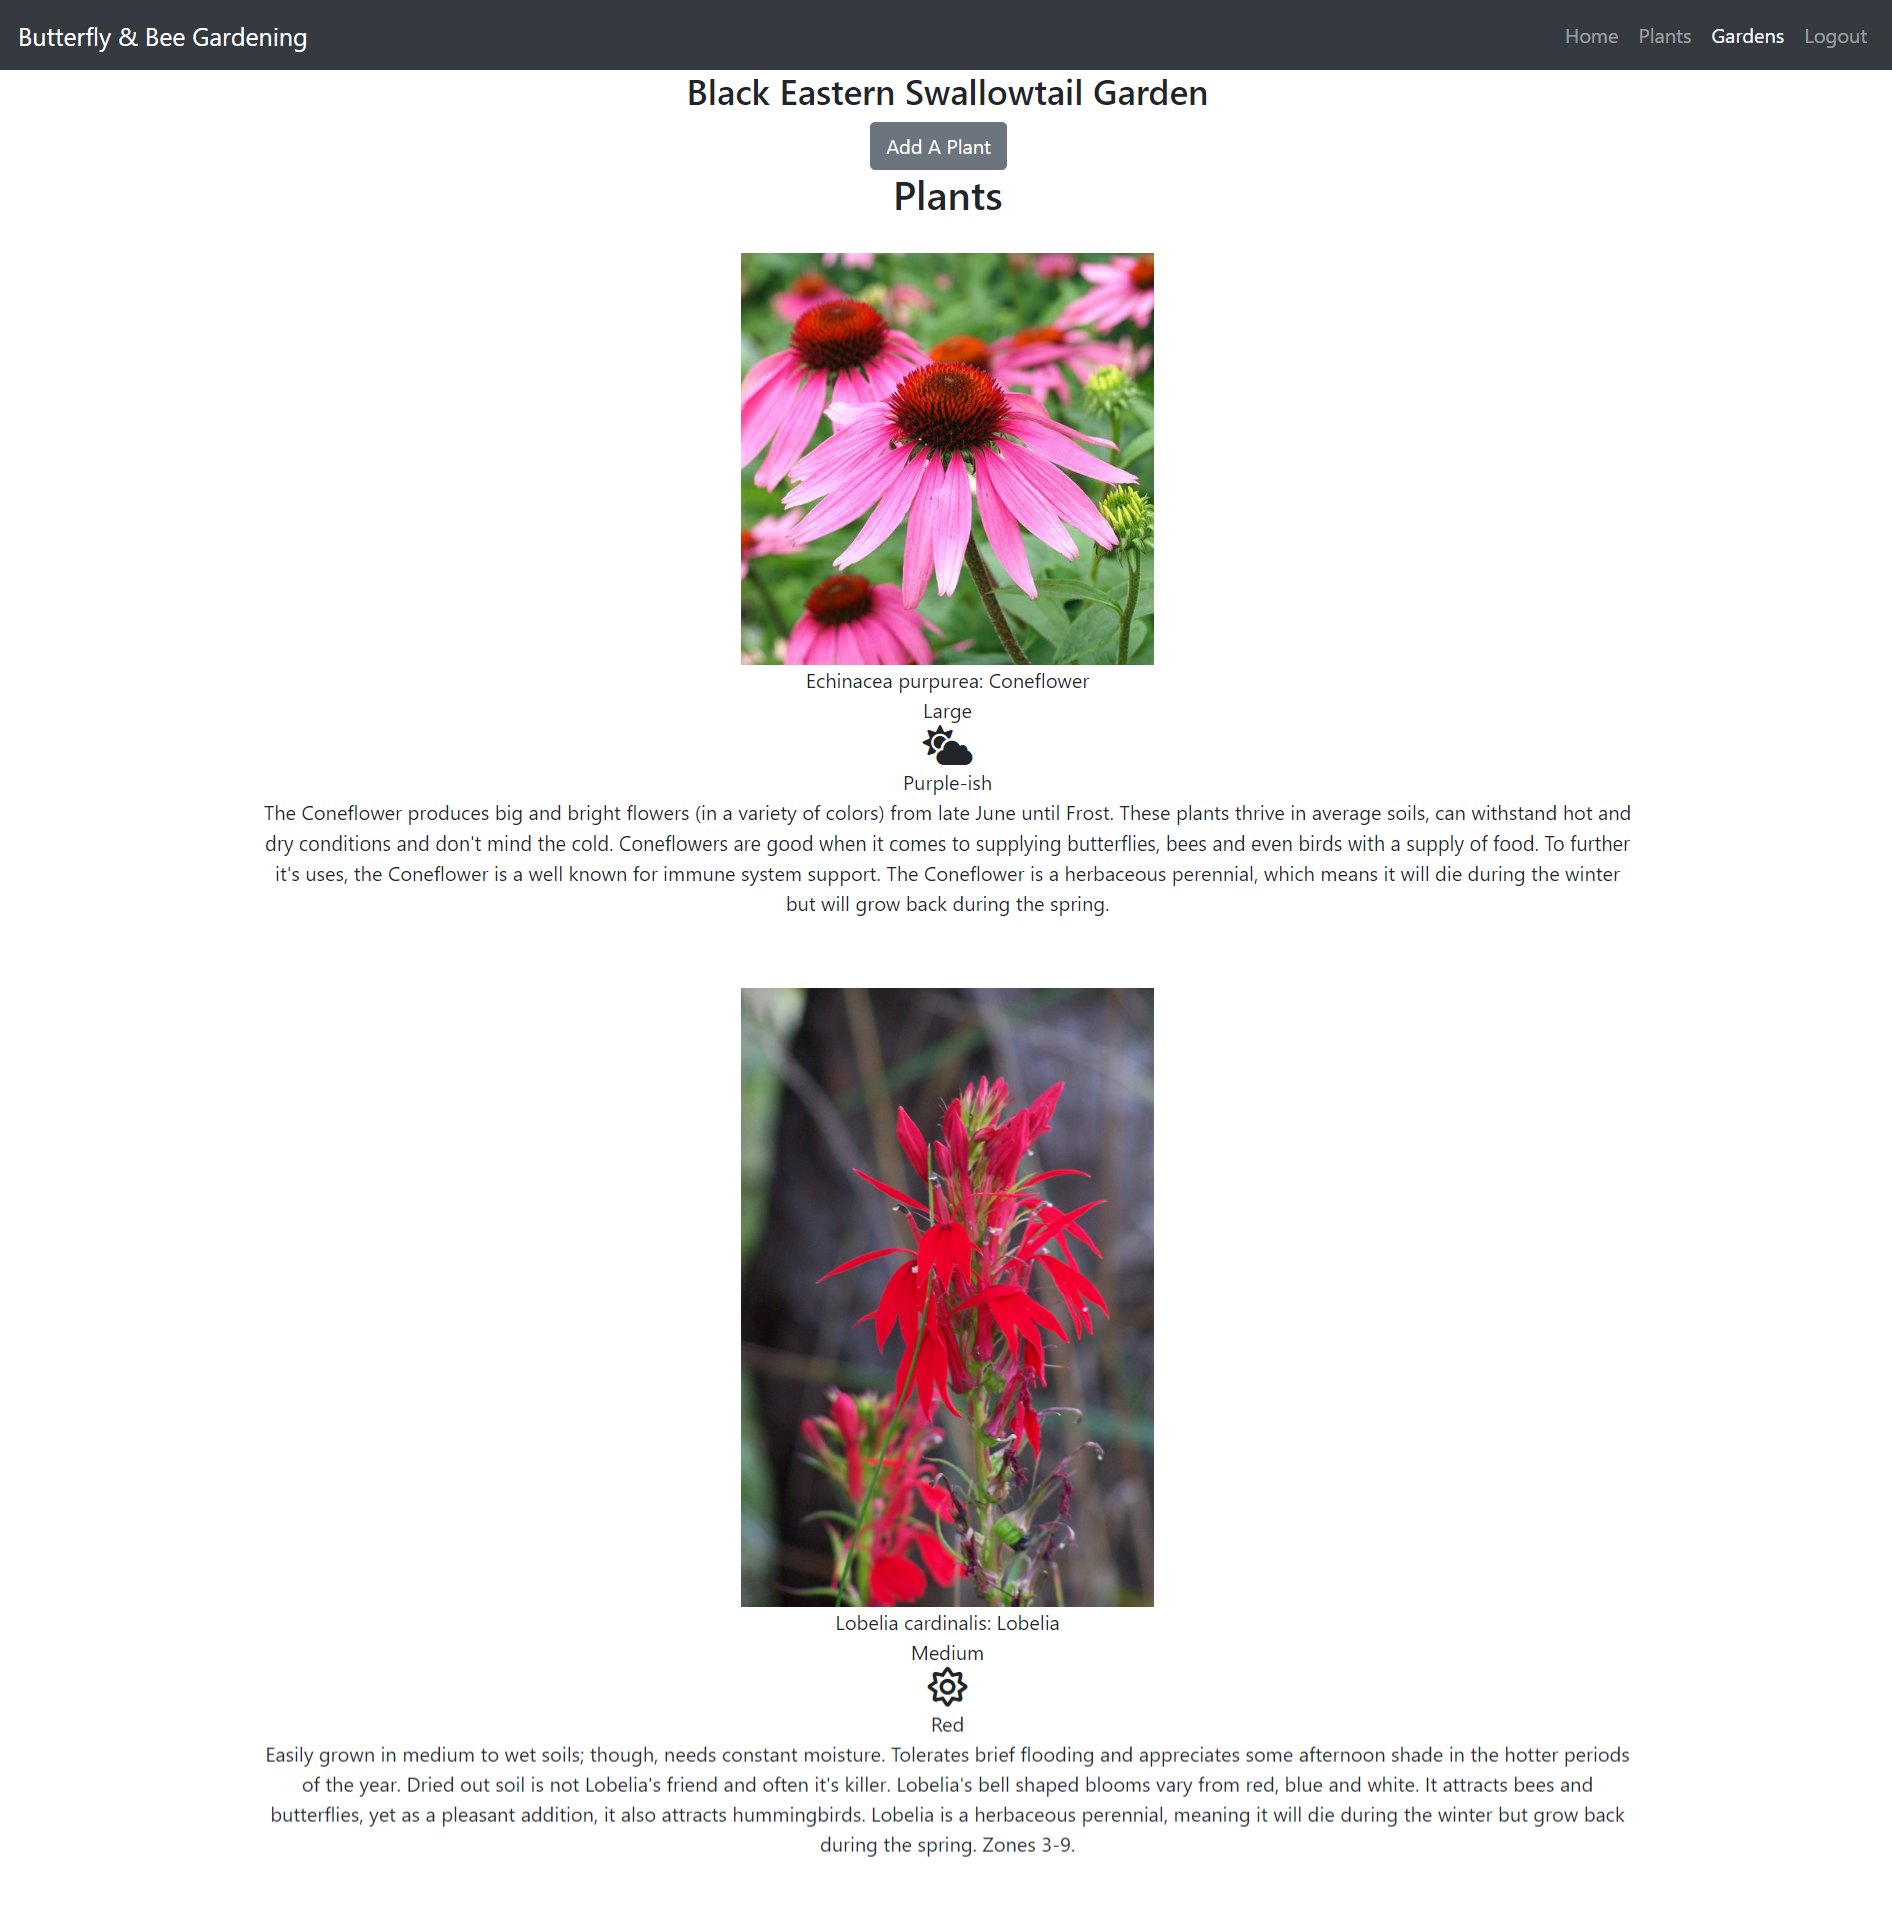 Butterfly & Bee Gardening
Home Plants Gardens Logout
Black Eastern Swallowtail Garden
Add A Plant
Plants
Echinacea purpurea: Coneflower
Large
Purple-ish
The Coneflower produces big and bright flowers (in a variety of colors) from late June until Frost. These plants thrive in average soils, can withstand hot and
dry conditions and don't mind the cold. Coneflowers are good when it comes to supplying butterflies, bees and even birds with a supply of food. To further
it's uses, the Coneflower is a well known for immune system support. The Coneflower is a herbaceous perennial, which means it will die during the winter
but will grow back during the spring.
Lobelia cardinalis: Lobelia
Medium
Red
Easily grown in medium to wet soils; though, needs constant moisture. Tolerates brief flooding and appreciates some afternoon shade in the hotter periods
of the year. Dried out soil is not Lobelia's friend and often it's killer. Lobelia's bell shaped blooms vary from red, blue and white. It attracts bees and
butterflies, yet as a pleasant addition, it also attracts hummingbirds. Lobelia is a herbaceous perennial, meaning it will die during the winter but grow back
during the spring. Zones 3-9.